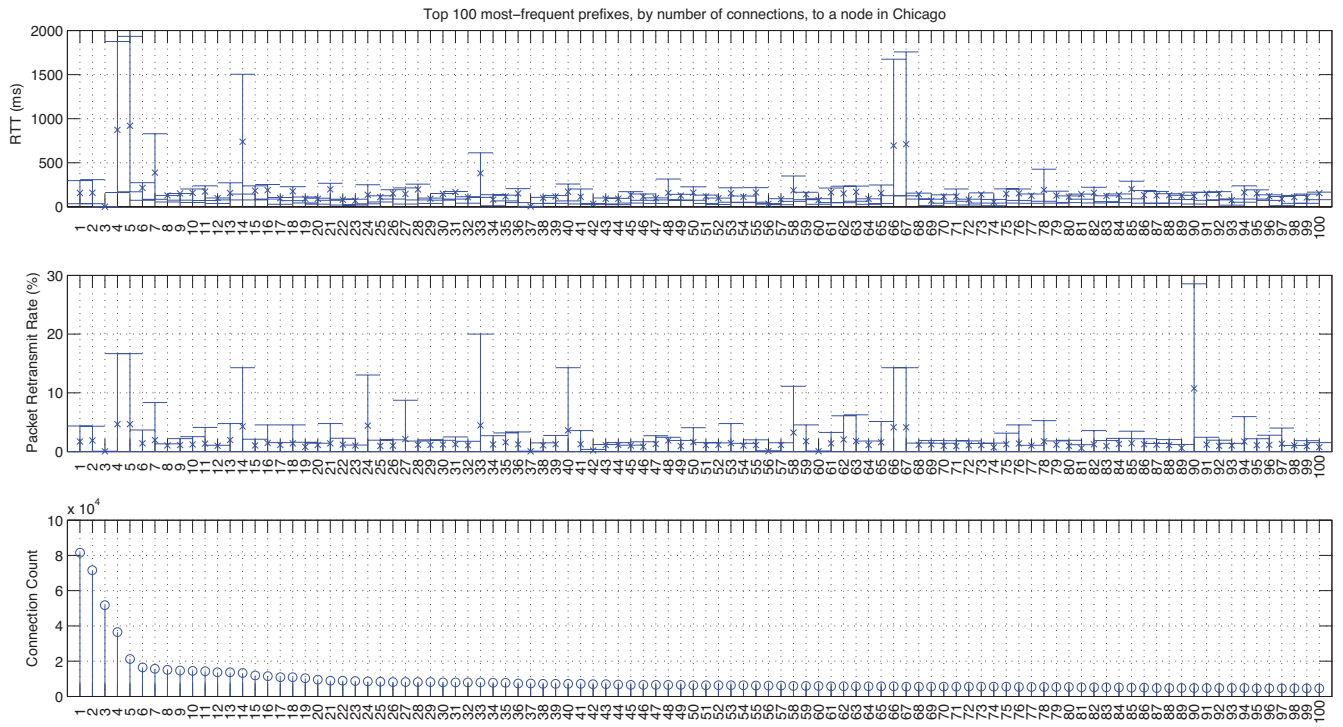 Top 100 most−frequent prefixes, by number of connections, to a node in Chicago
RTT (ms)
2000
1500
1000
500
0
1 2 3 4 5 6 7 8 9 10 11 12 13 14 15 16 17 18 19 20 21 22 23 24 25 26 27 28 29 30 31 32 33 34 35 36 37 38 39 40 41 42 43 44 45 46 47 48 49 50 51 52 53 54 55 56 57 58 59 60 61 62 63 64 65 66 67 68 69 70 71 72 73 74 75 76 77 78 79 80 81 82 83 84 85 86 87 88 89 90 91 92 93 94 95 96 97 98 99 100
Packet Retransmit Rate (%)
30
20
10
0
1 2 3 4 5 6 7 8 9 10 11 12 13 14 15 16 17 18 19 20 21 22 23 24 25 26 27 28 29 30 31 32 33 34 35 36 37 38 39 40 41 42 43 44 45 46 47 48 49 50 51 52 53 54 55 56 57 58 59 60 61 62 63 64 65 66 67 68 69 70 71 72 73 74 75 76 77 78 79 80 81 82 83 84 85 86 87 88 89 90 91 92 93 94 95 96 97 98 99 100
x 10^4
Connection Count
10
8
6
4
2
0
1 2 3 4 5 6 7 8 9 10 11 12 13 14 15 16 17 18 19 20 21 22 23 24 25 26 27 28 29 30 31 32 33 34 35 36 37 38 39 40 41 42 43 44 45 46 47 48 49 50 51 52 53 54 55 56 57 58 59 60 61 62 63 64 65 66 67 68 69 70 71 72 73 74 75 76 77 78 79 80 81 82 83 84 85 86 87 88 89 90 91 92 93 94 95 96 97 98 99 100